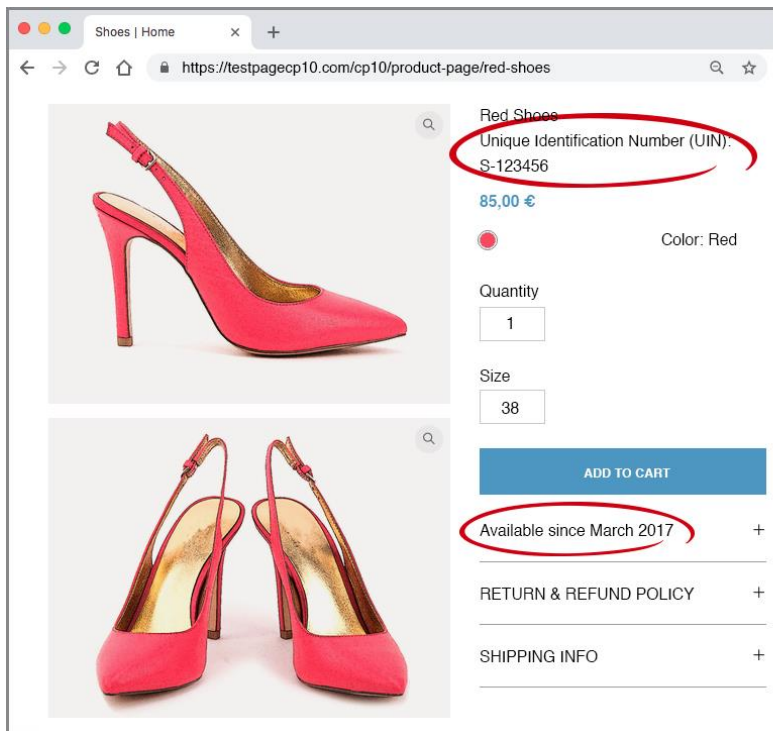 Shoes | Home
https://testpagecp10.com/cp10/product-page/red-shoes
Red Shoes
Unique Identification Number (UIN):
S-123456
85,00 €
Color: Red
Quantity
1
Size
38
ADD TO CART
Available since March 2017
RETURN & REFUND POLICY
SHIPPING INFO